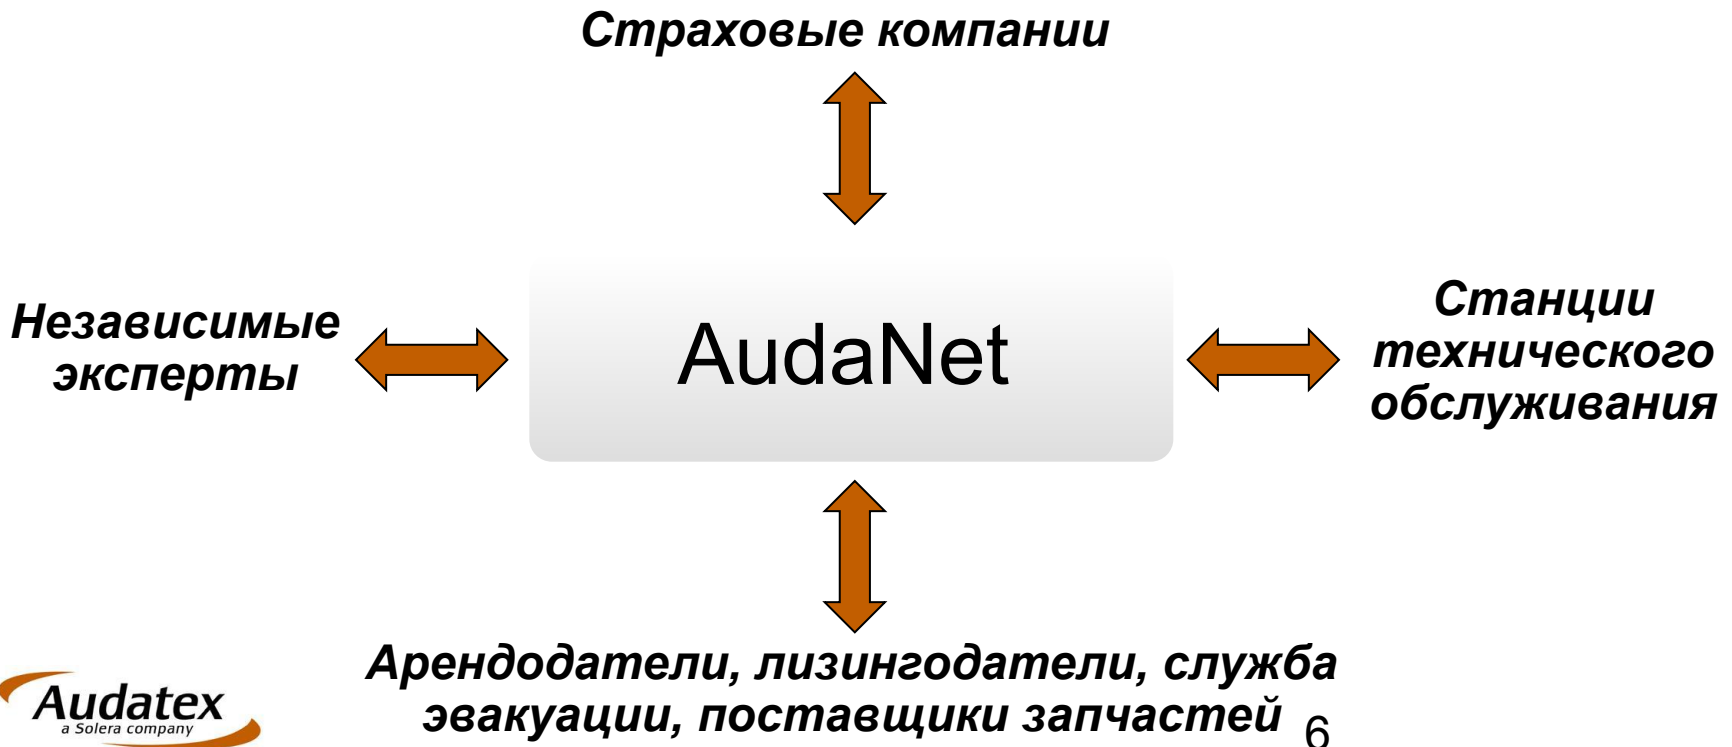 Страховые компании
Независимые
эксперты
AudaNet
Станции
технического
обслуживания
Арендодатели, лизингодатели, служба
эвакуации, поставщики запчастей
Audatex
a Solera company
6